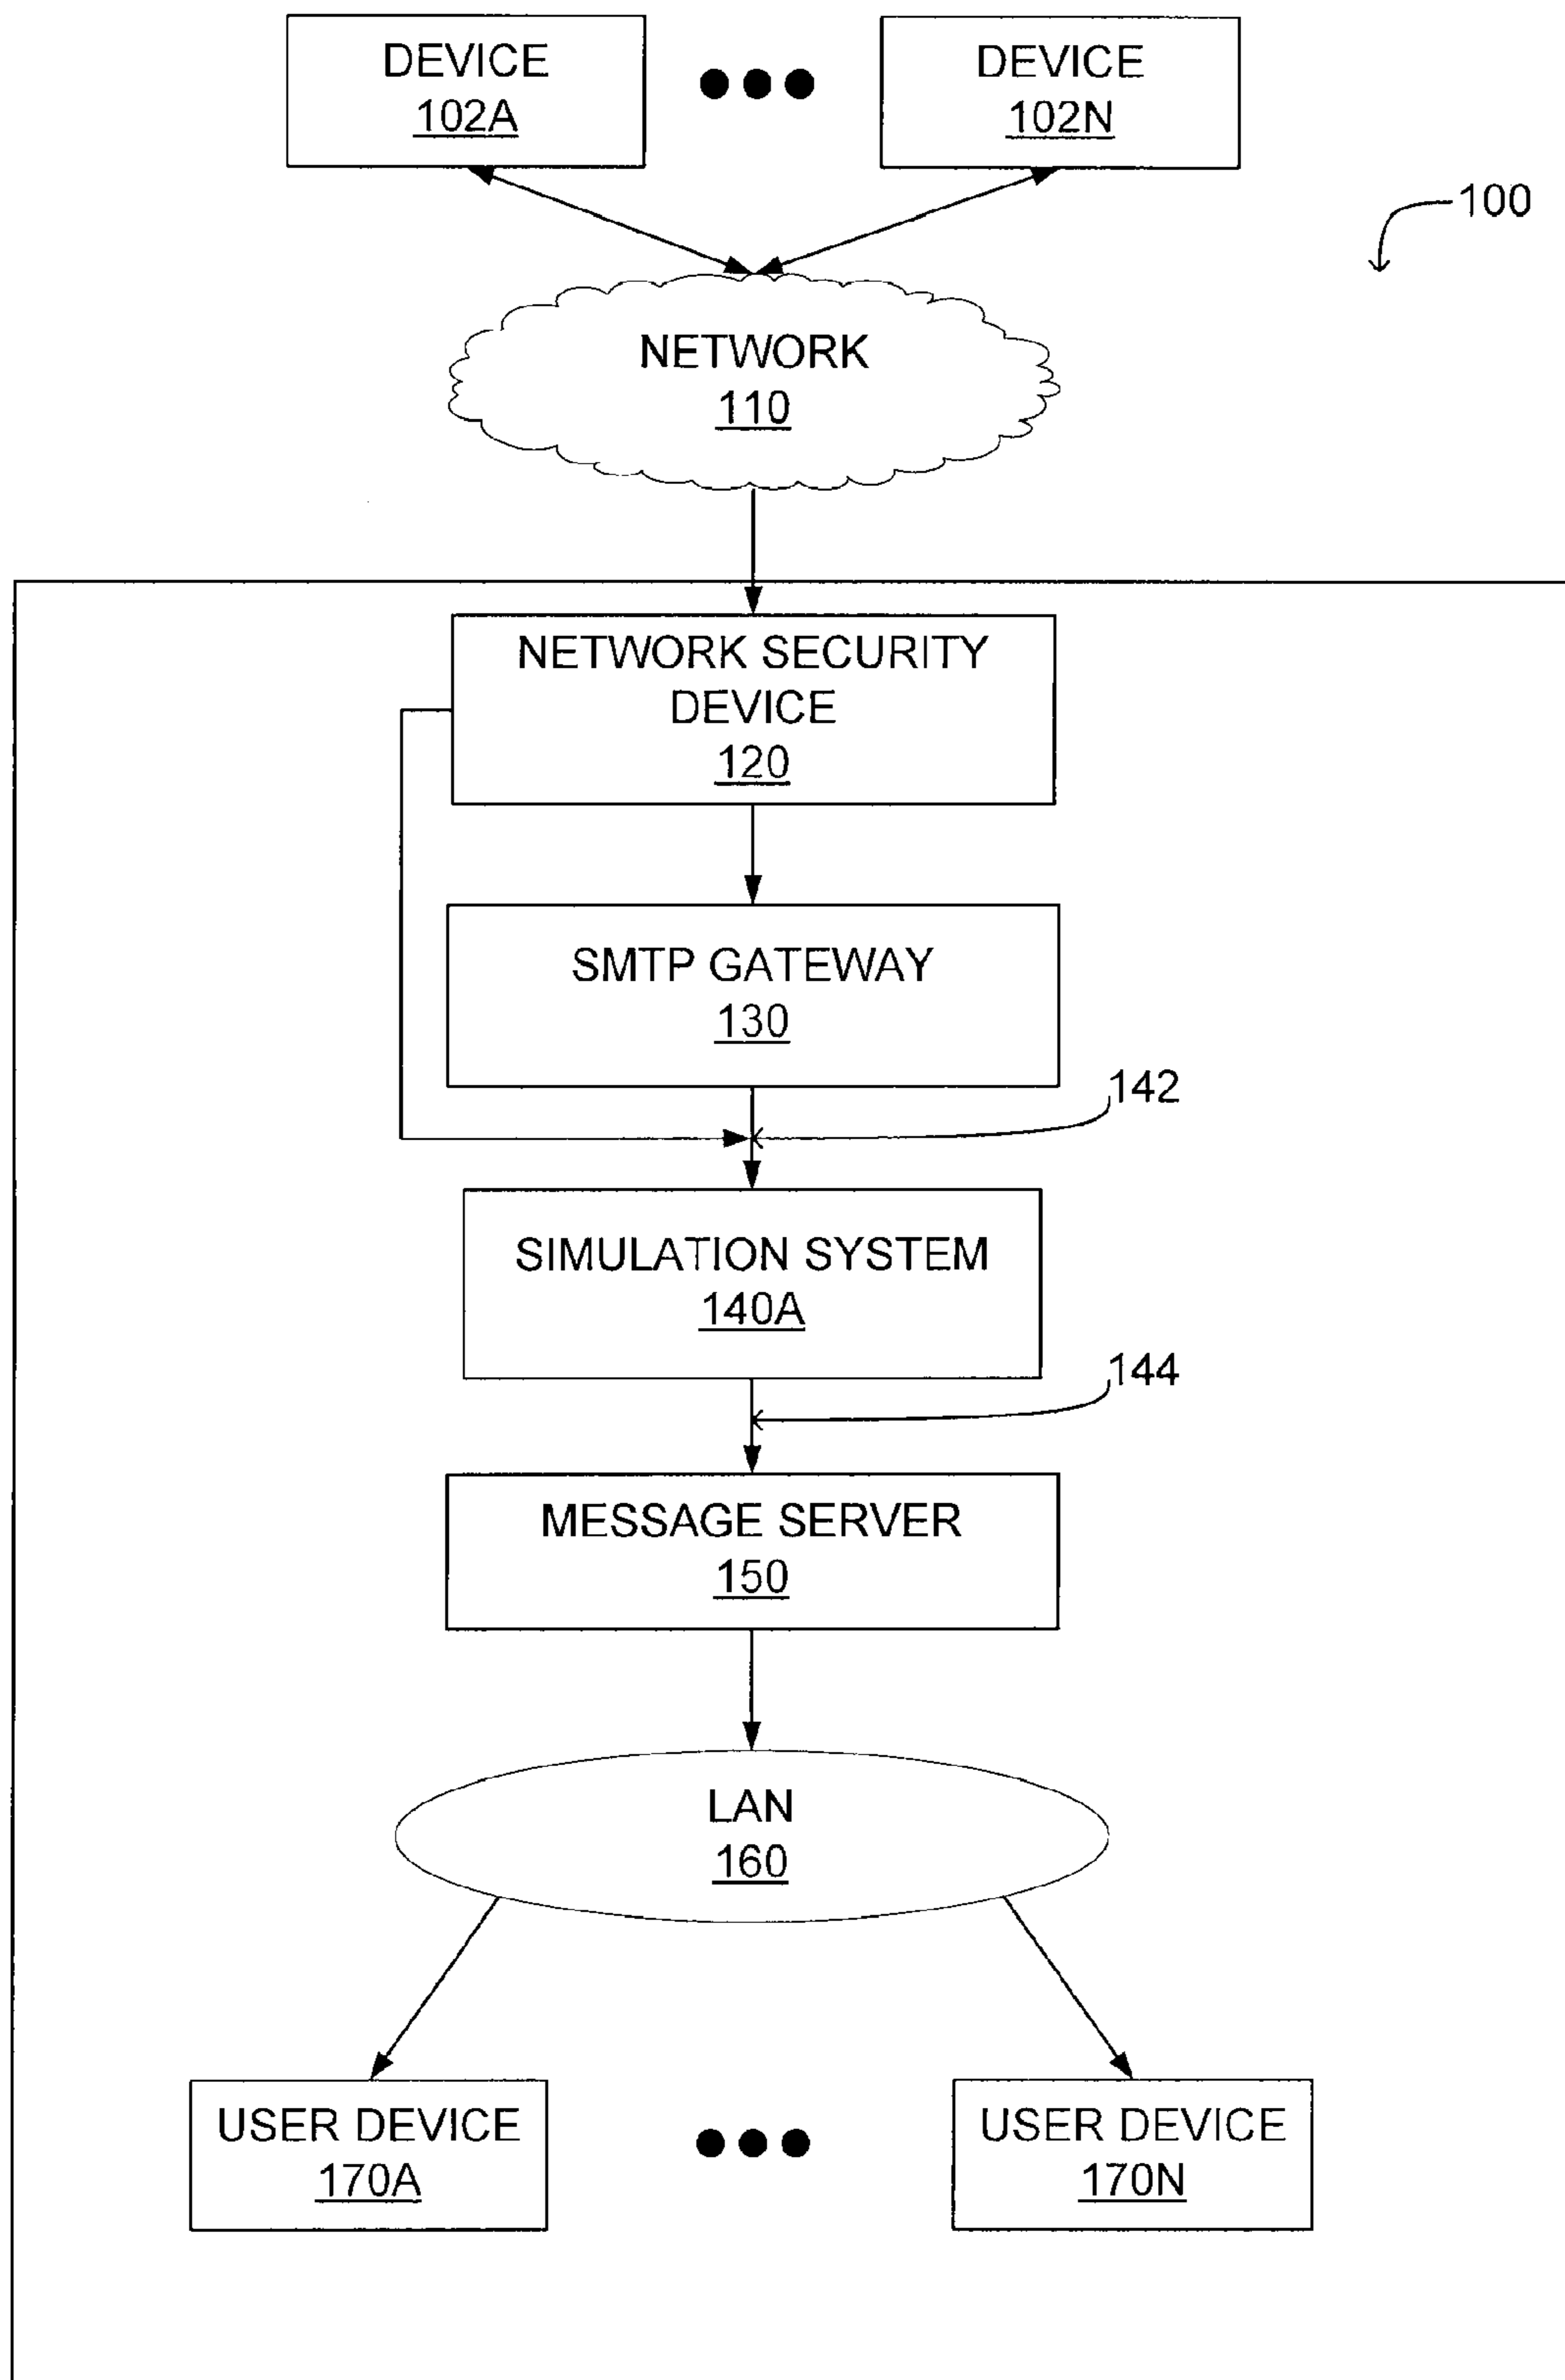 DEVICE
102A
DEVICE
102N
100
NETWORK
110
NETWORK SECURITY
DEVICE
120
SMTP GATEWAY
130
142
SIMULATION SYSTEM
140A
144
MESSAGE SERVER
150
LAN
160
USER DEVICE
170A
USER DEVICE
170N